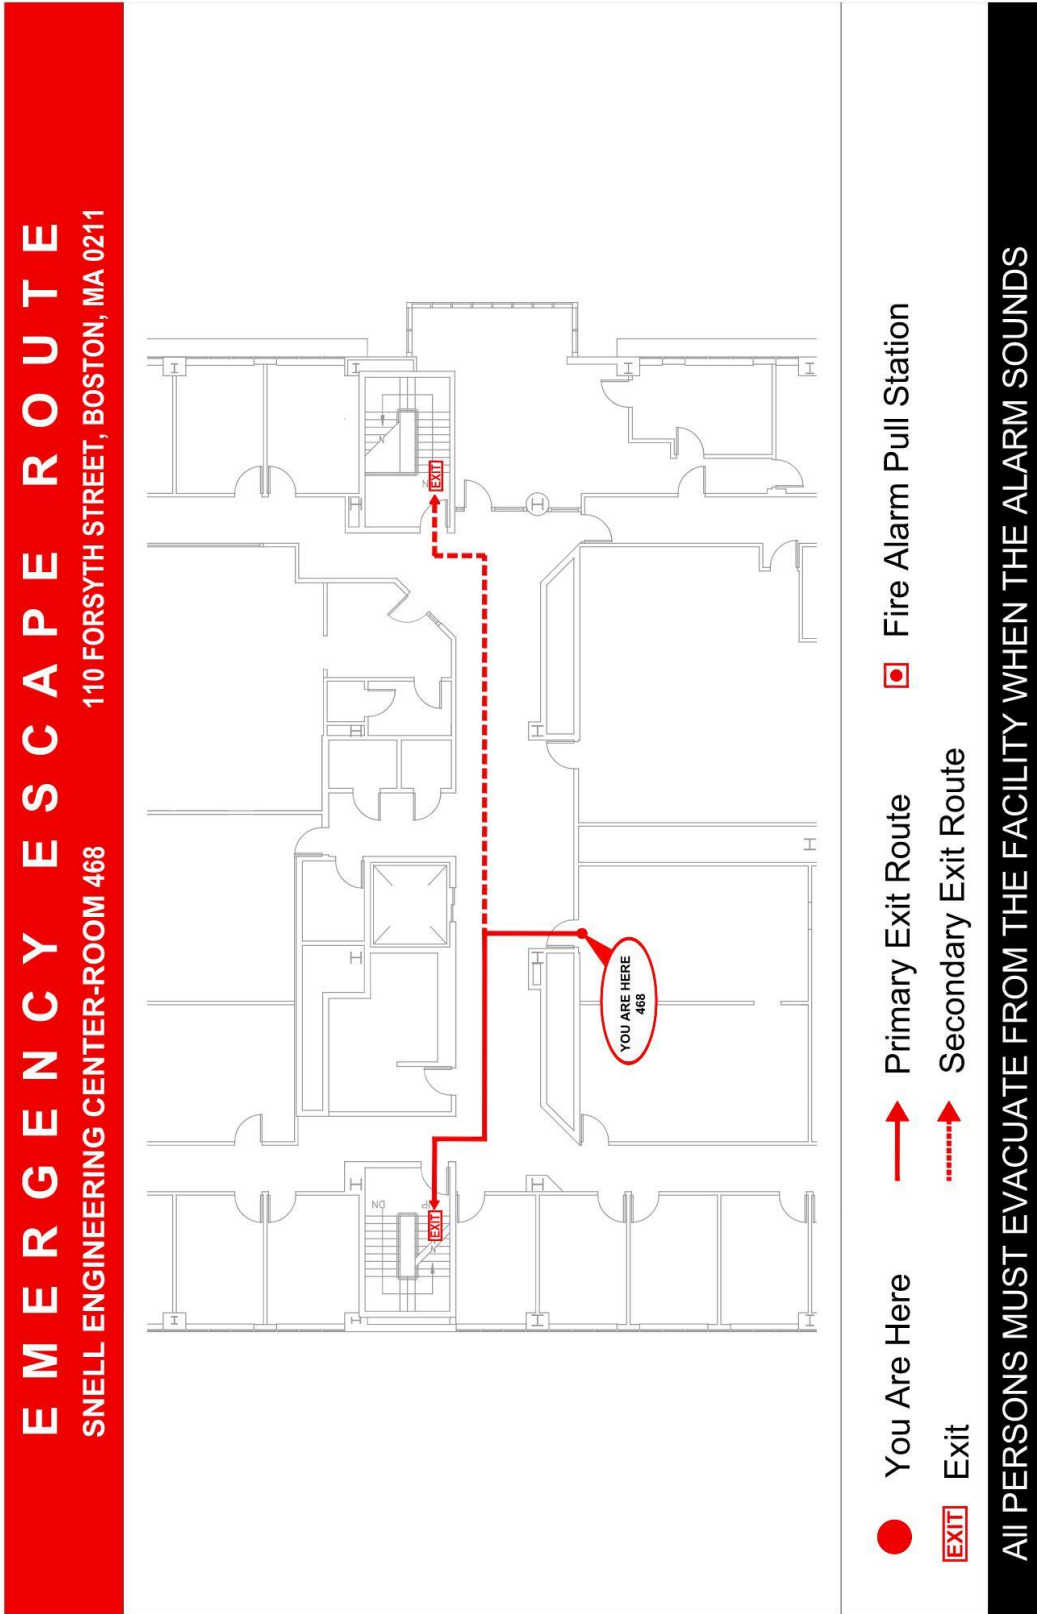 EMERGENCY ESCAPE ROUTE
SNELL ENGINEERING CENTER-ROOM 468
110 FORSYTH STREET, BOSTON, MA 0211
DN
UP
EXIT
EXIT
YOU ARE HERE
468
You Are Here
Primary Exit Route
Fire Alarm Pull Station
EXIT
Exit
Secondary Exit Route
All PERSONS MUST EVACUATE FROM THE FACILITY WHEN THE ALARM SOUNDS